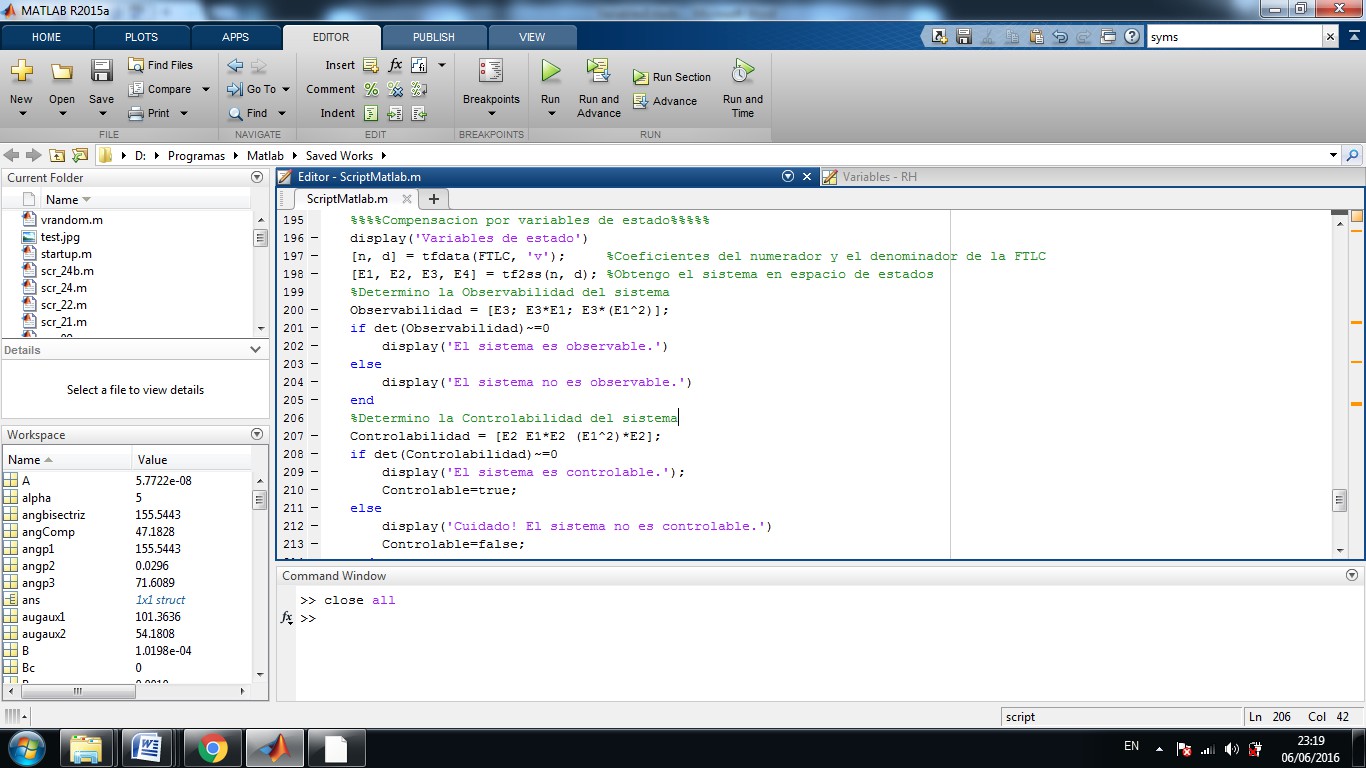 MATLAB R2015a
HOME PLOTS APPS EDITOR PUBLISH VIEW
syms
New Open Save Find Files Compare Print
Go To Find
Insert fx
Comment
Indent
Breakpoints
Run Run and Advance Run Section Advance Run and Time
FILE NAVIGATE EDIT BREAKPOINTS RUN
D: Programas Matlab Saved Works
Current Folder
Name
vrandom.m
test.jpg
startup.m
scr_24b.m
scr_24.m
scr_22.m
scr_21.m
Details
Select a file to view details
Workspace
Name Value
A 5.7722e-08
alpha 5
angbisectriz 155.5443
angComp 47.1828
angp1 155.5443
angp2 0.0296
angp3 71.6089
ans 1x1 struct
augaux1 101.3636
augaux2 54.1808
B 1.0198e-04
Bc 0
Editor - ScriptMatlab.m
Variables - RH
ScriptMatlab.m
195 %%%%Compensacion por variables de estado%%%%%
196 display('Variables de estado')
197 [n, d] = tfdata(FTLC, 'v'); %Coeficientes del numerador y el denominador de la FTLC
198 [E1, E2, E3, E4] = tf2ss(n, d); %Obtengo el sistema en espacio de estados
199 %Determino la Observabilidad del sistema
200 Observabilidad = [E3; E3*E1; E3*(E1^2)];
201 if det(Observabilidad)~=0
202 display('El sistema es observable.')
203 else
204 display('El sistema no es observable.')
205 end
206 %Determino la Controlabilidad del sistema
207 Controlabilidad = [E2 E1*E2 (E1^2)*E2];
208 if det(Controlabilidad)~=0
209 display('El sistema es controlable.');
210 Controlable=true;
211 else
212 display('Cuidado! El sistema no es controlable.')
213 Controlable=false;
Command Window
>> close all
fx >>
script Ln 206 Col 42
EN
23:19
06/06/2016